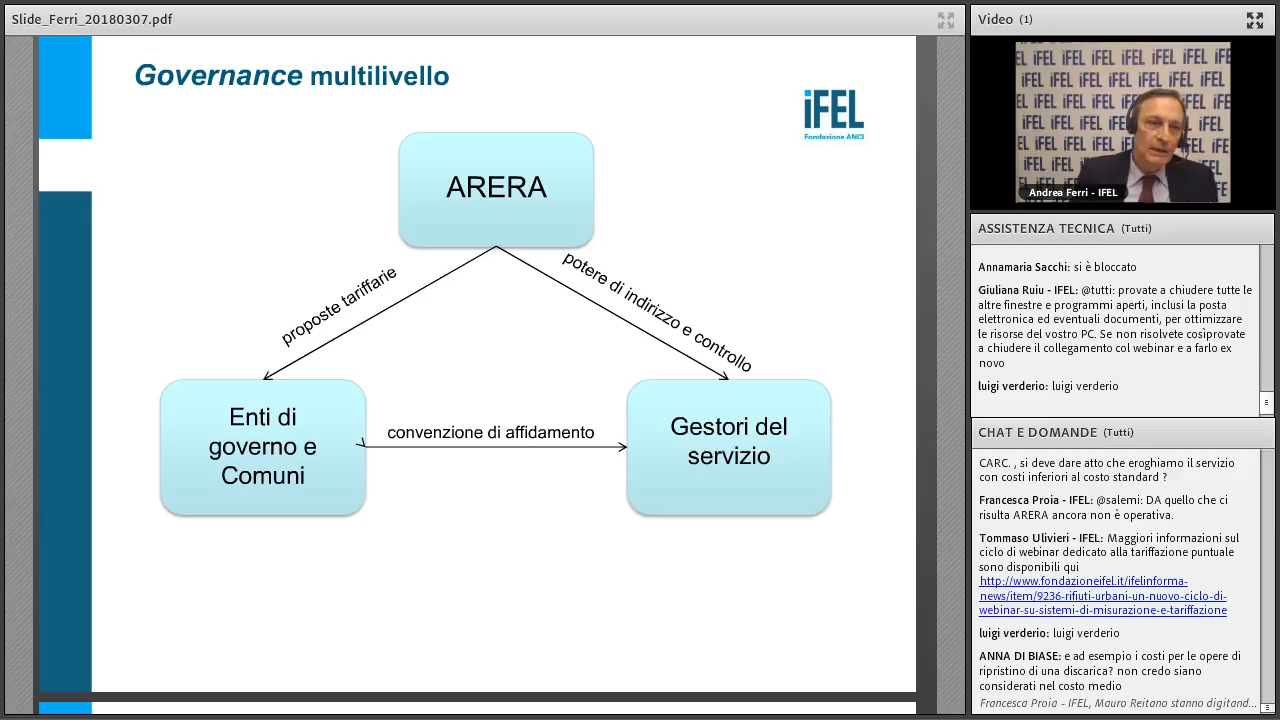 Slide_Ferri_20180307.pdf
Governance multilivello
iFEL
Fondazione ANCI
ARERA
proposte tariffarie
potere di indirizzo e controllo
Enti di
governo e
Comuni
convenzione di affidamento
Gestori del
servizio
Video (1)
Andrea Ferri - IFEL
ASSISTENZA TECNICA (Tutti)
Annamaria Sacchi: si è bloccato
Giuliana Ruiu - IFEL: @tutti: provate a chiudere tutte le
altre finestre e programmi aperti, inclusi la posta
elettronica ed eventuali documenti, per ottimizzare
le risorse del vostro PC. Se non risolvete cosìprovate
a chiudere il collegamento col webinar e a farlo ex
novo
luigi verderio: luigi verderio
CHAT E DOMANDE (Tutti)
CARC. , si deve dare atto che eroghiamo il servizio
con costi inferiori al costo standard ?
Francesca Proia - IFEL: @salemi: DA quello che ci
risulta ARERA ancora non è operativa.
Tommaso Ulivieri - IFEL: Maggiori informazioni sul
ciclo di webinar dedicato alla tariffazione puntuale
sono disponibili qui
http://www.fondazioneifel.it/ifelinforma-
news/item/9236-rifiuti-urbani-un-nuovo-ciclo-di-
webinar-su-sistemi-di-misurazione-e-tariffazione
luigi verderio: luigi verderio
ANNA DI BIASE: e ad esempio i costi per le opere di
ripristino di una discarica? non credo siano
considerati nel costo medio
Francesca Proia - IFEL, Mauro Reitano stanno digitand...